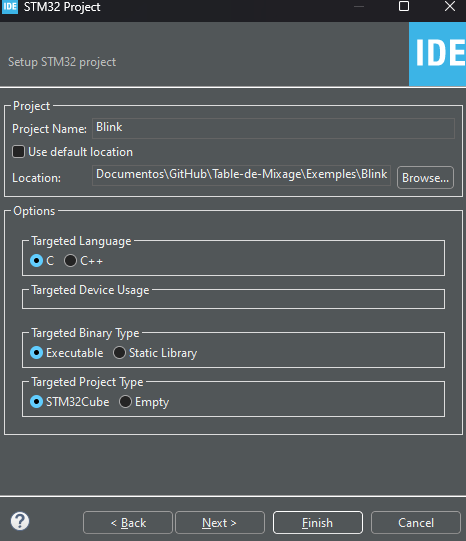 IDE STM32 Project
Setup STM32 project
IDE
Project
Project Name: Blink
Use default location
Location: Documentos\GitHub\Table-de-Mixage\Exemples\Blink Browse...
Options
Targeted Language
C C++
Targeted Device Usage
Targeted Binary Type
Executable Static Library
Targeted Project Type
STM32Cube Empty
? < Back Next > Finish Cancel